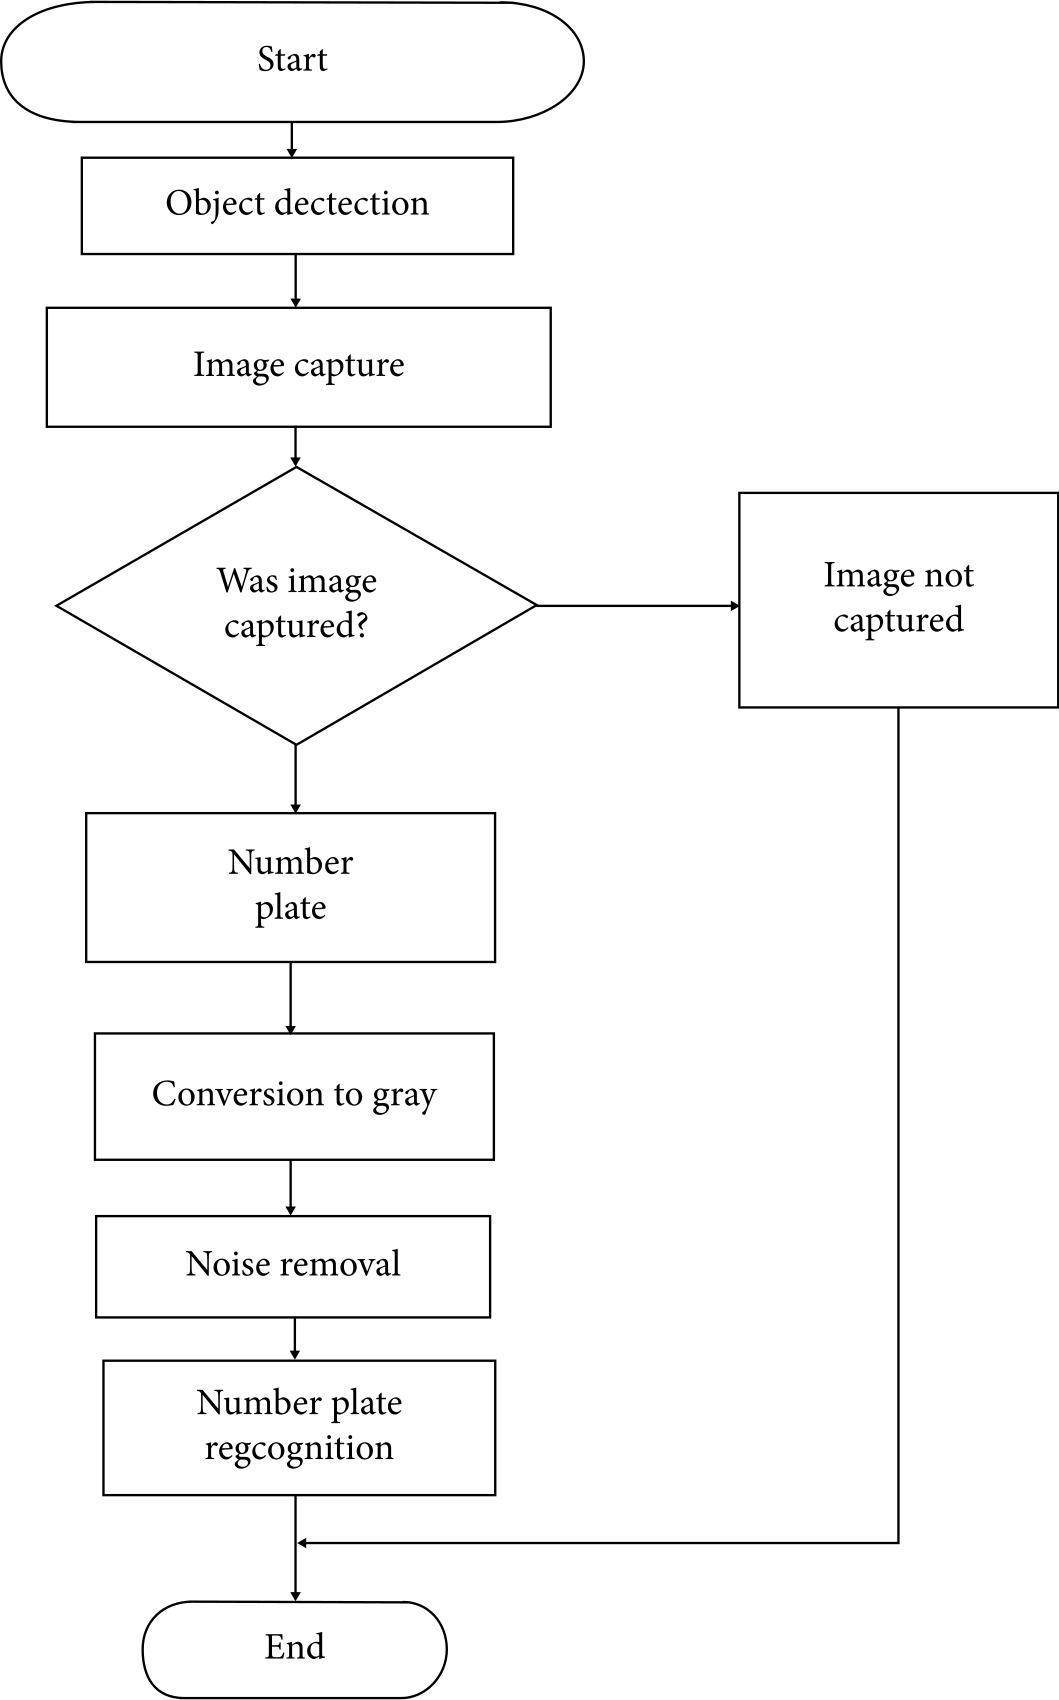 Start
Object dectection
Image capture
Was image
captured?
Image not
captured
Number
plate
Conversion to gray
Noise removal
Number plate
regcognition
End